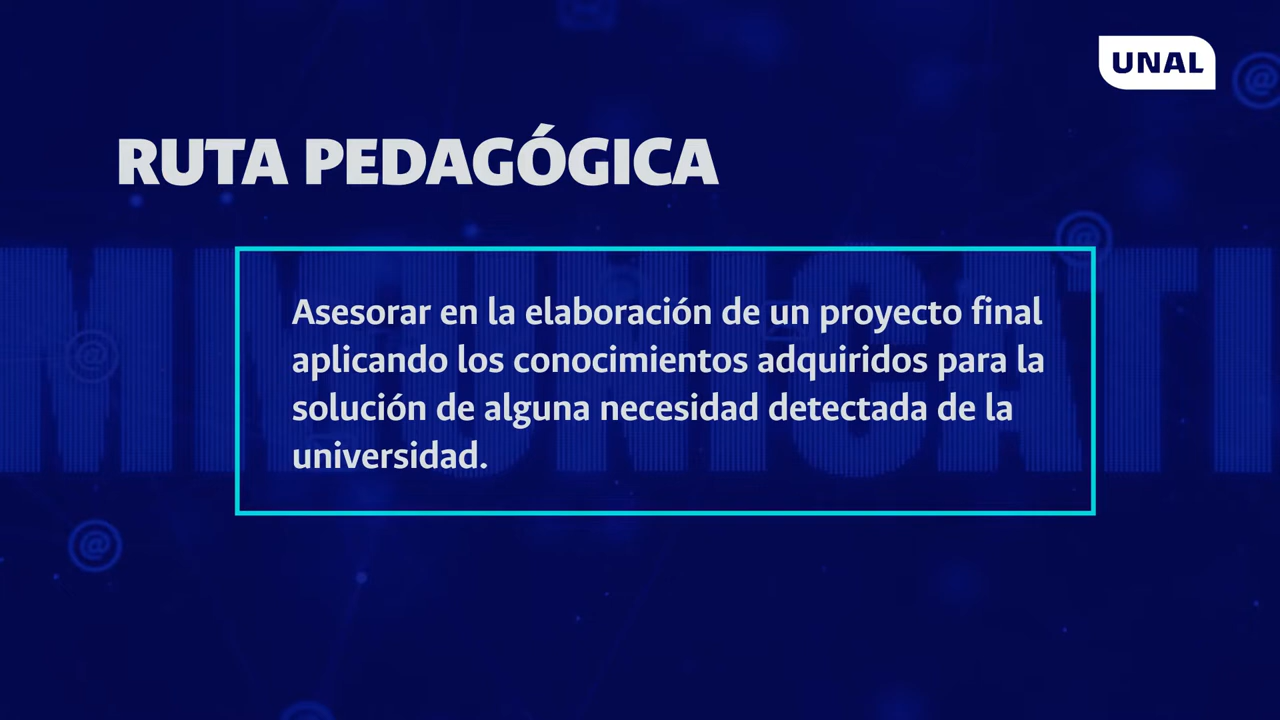 UNAL
RUTA PEDAGÓGICA
Asesorar en la elaboración de un proyecto final
aplicando los conocimientos adquiridos para la
solución de alguna necesidad detectada de la
universidad.
MMUNICATI